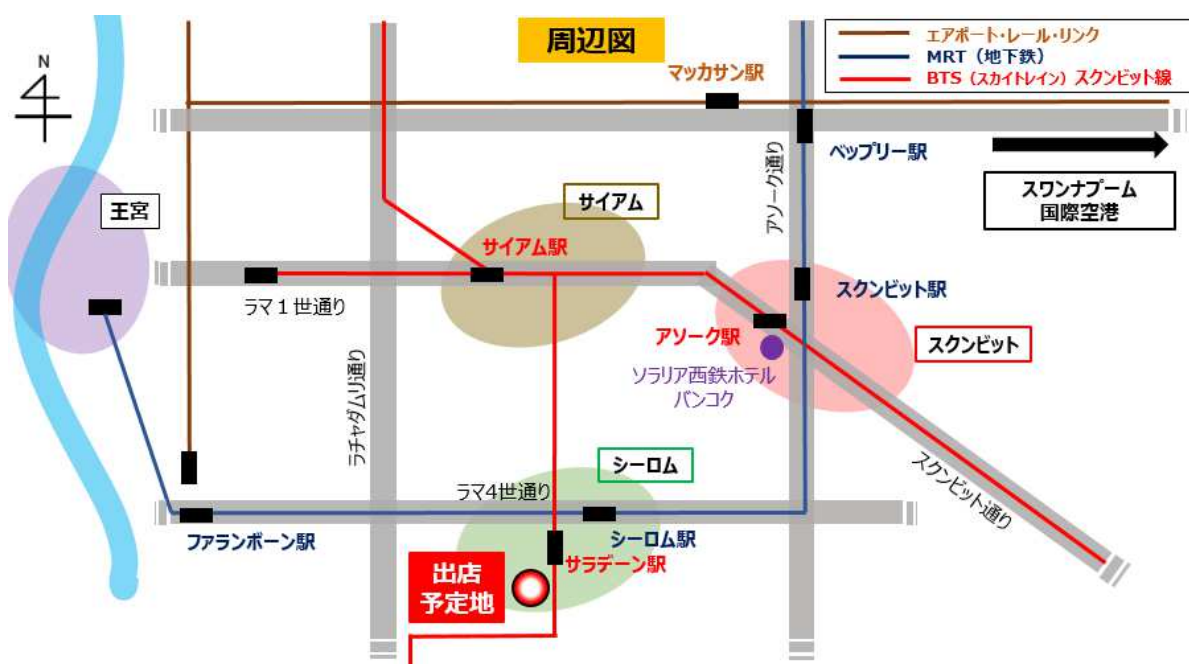 N
周辺図
エアポート・レール・リンク
MRT（地下鉄）
BTS（スカイトレイン）スクンビット線
マッカサン駅
ペップリー駅
アソーク通り
スワンナプーム
国際空港
王宮
サイアム
サイアム駅
ラマ１世通り
スクンビット駅
アソーク駅
スクンビット
ソラリア西鉄ホテル
バンコク
ラチャダムリ通り
シーロム
ラマ4世通り
スクンビット通り
ファランポーン駅
シーロム駅
サラデーン駅
出店
予定地